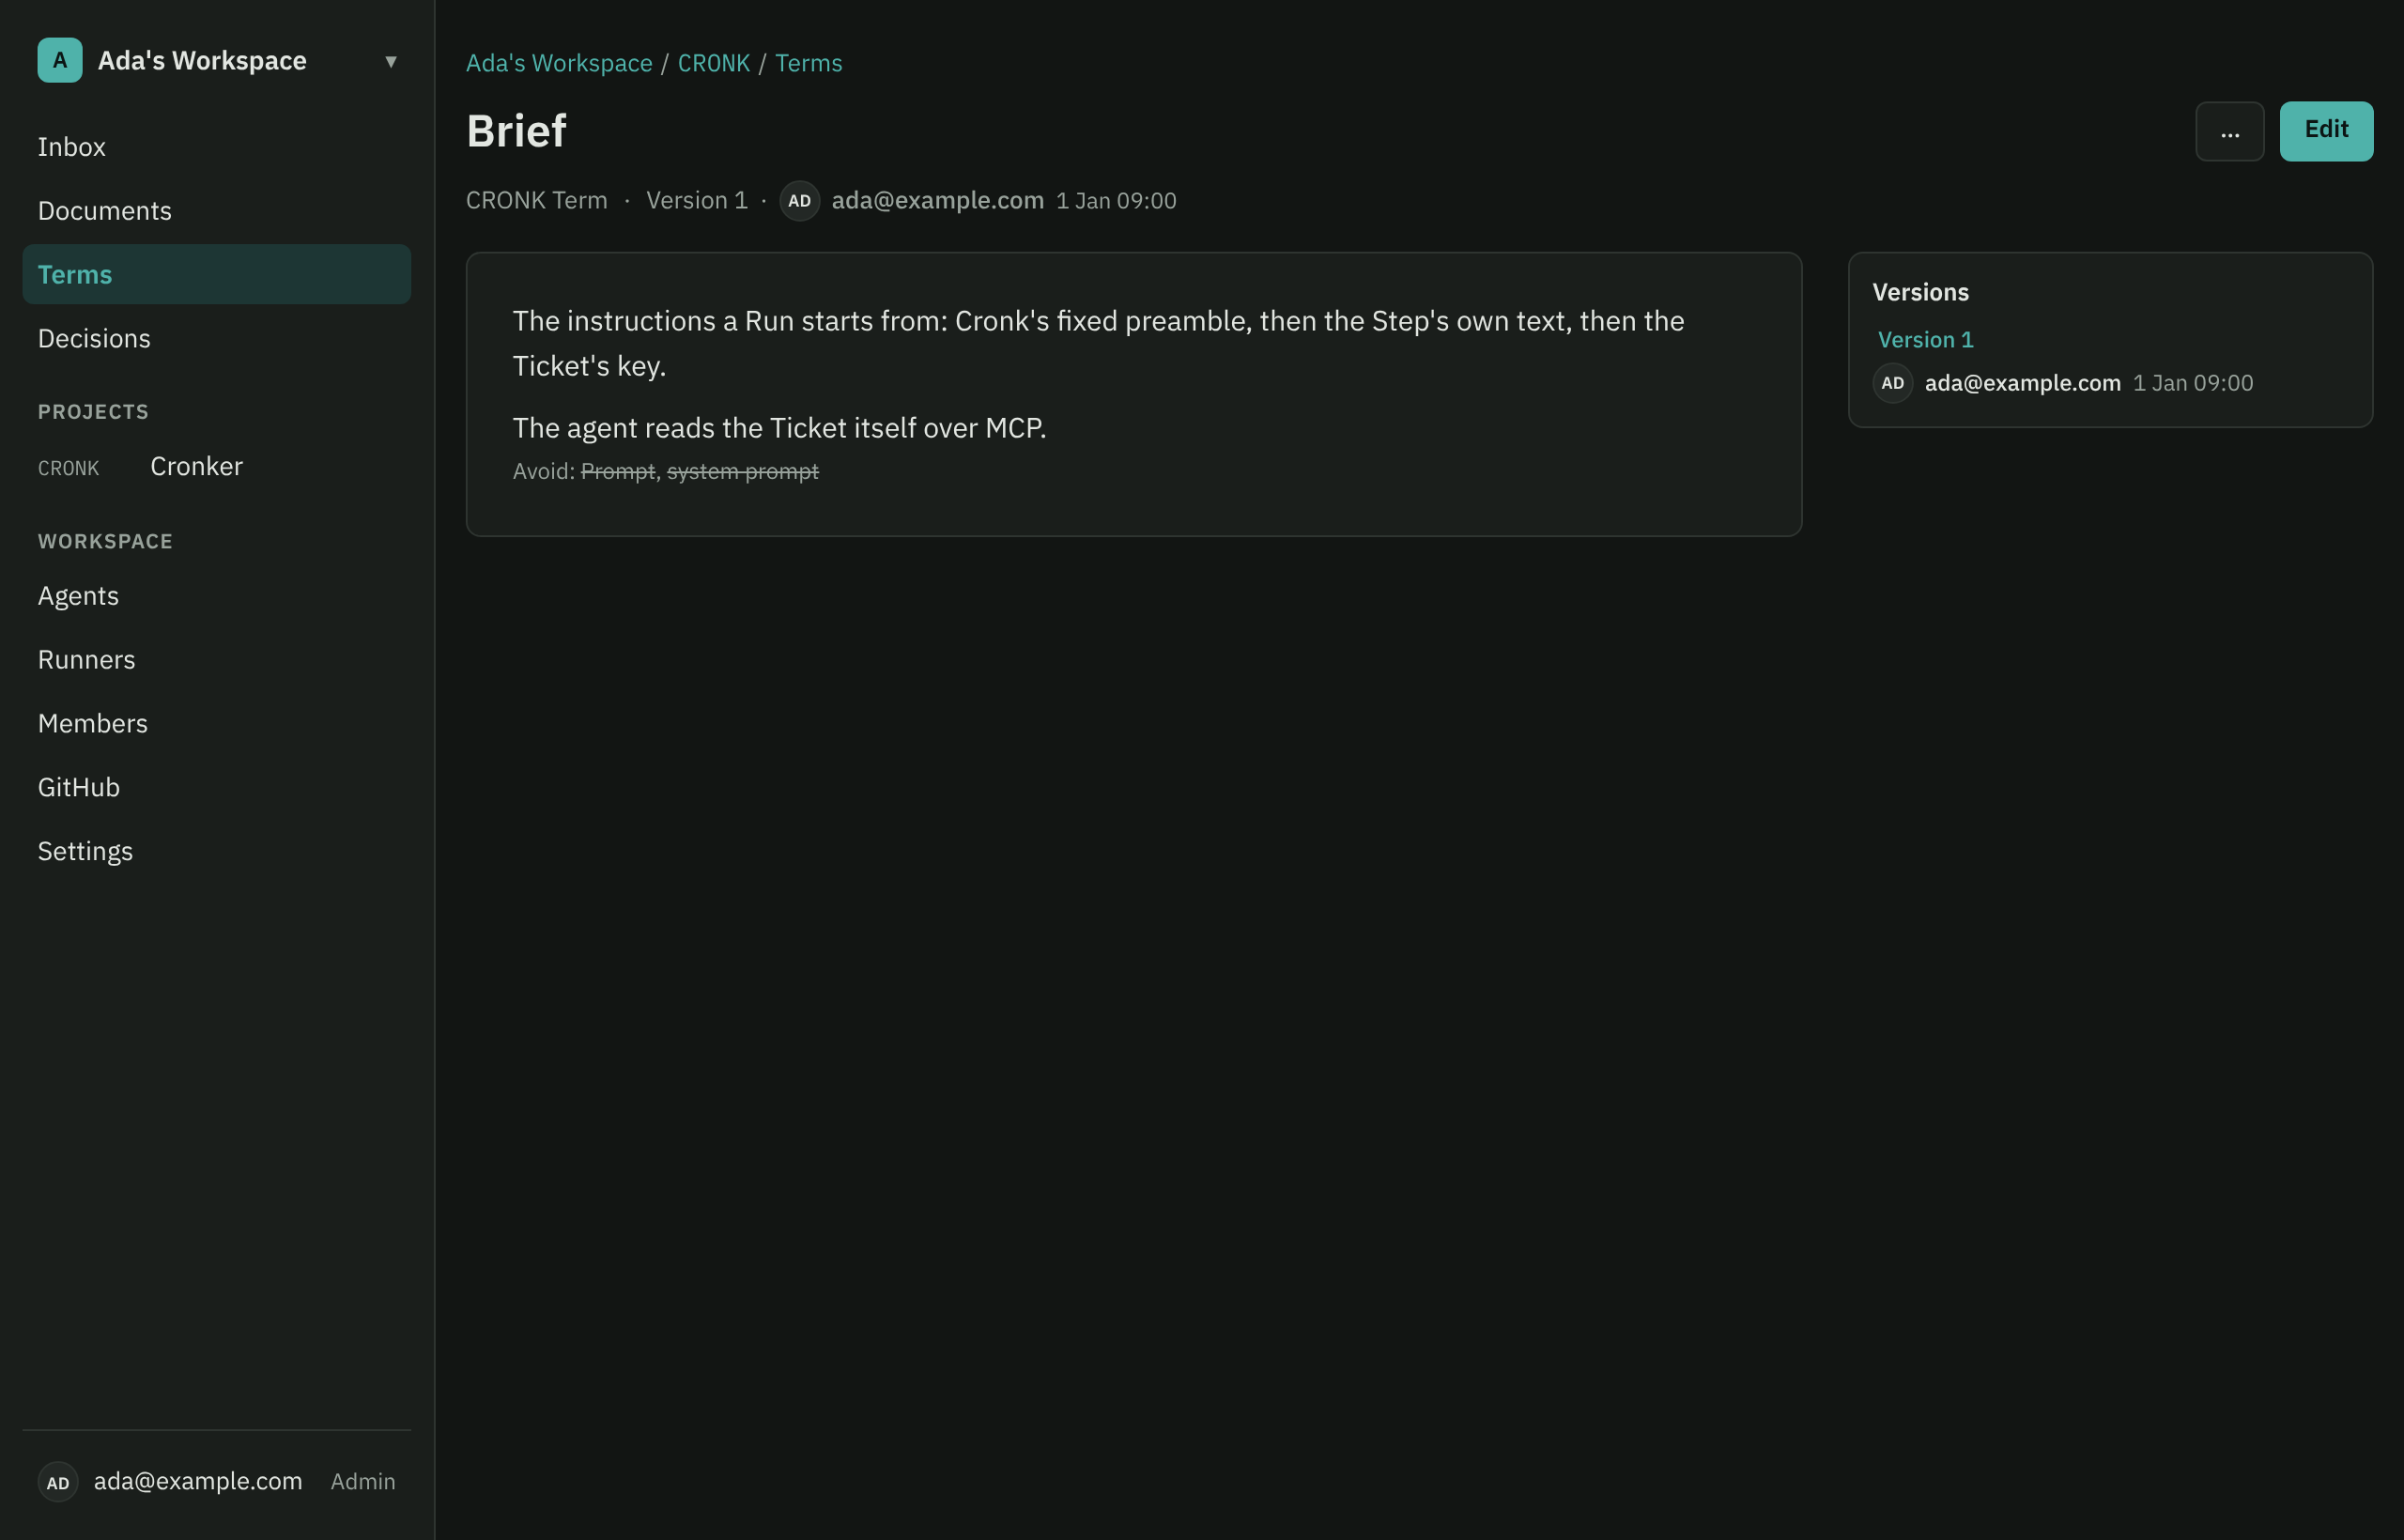 A Ada's Workspace ▼
Inbox
Documents
Terms
Decisions
PROJECTS
CRONK Cronker
WORKSPACE
Agents
Runners
Members
GitHub
Settings
AD ada@example.com Admin
Ada's Workspace / CRONK / Terms
Brief
... Edit
CRONK Term · Version 1 · AD ada@example.com 1 Jan 09:00
The instructions a Run starts from: Cronk's fixed preamble, then the Step's own text, then the
Ticket's key.
The agent reads the Ticket itself over MCP.
Avoid: Prompt, system prompt
Versions
Version 1
AD ada@example.com 1 Jan 09:00